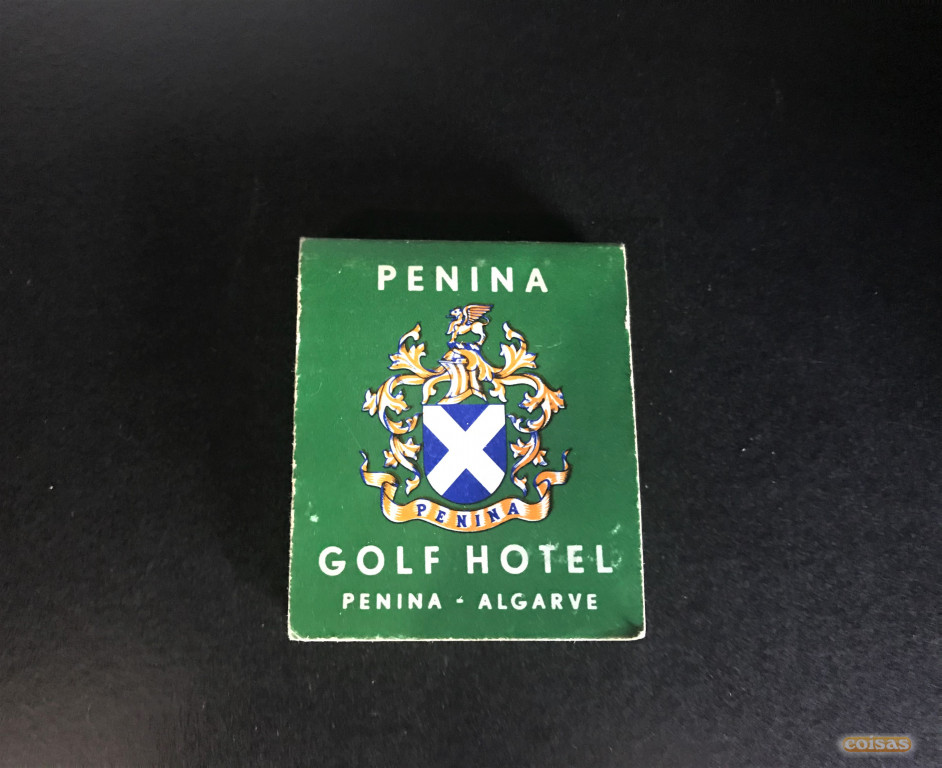 PENINA
PENINA
GOLF HOTEL
PENINA - ALGARVE
coisas